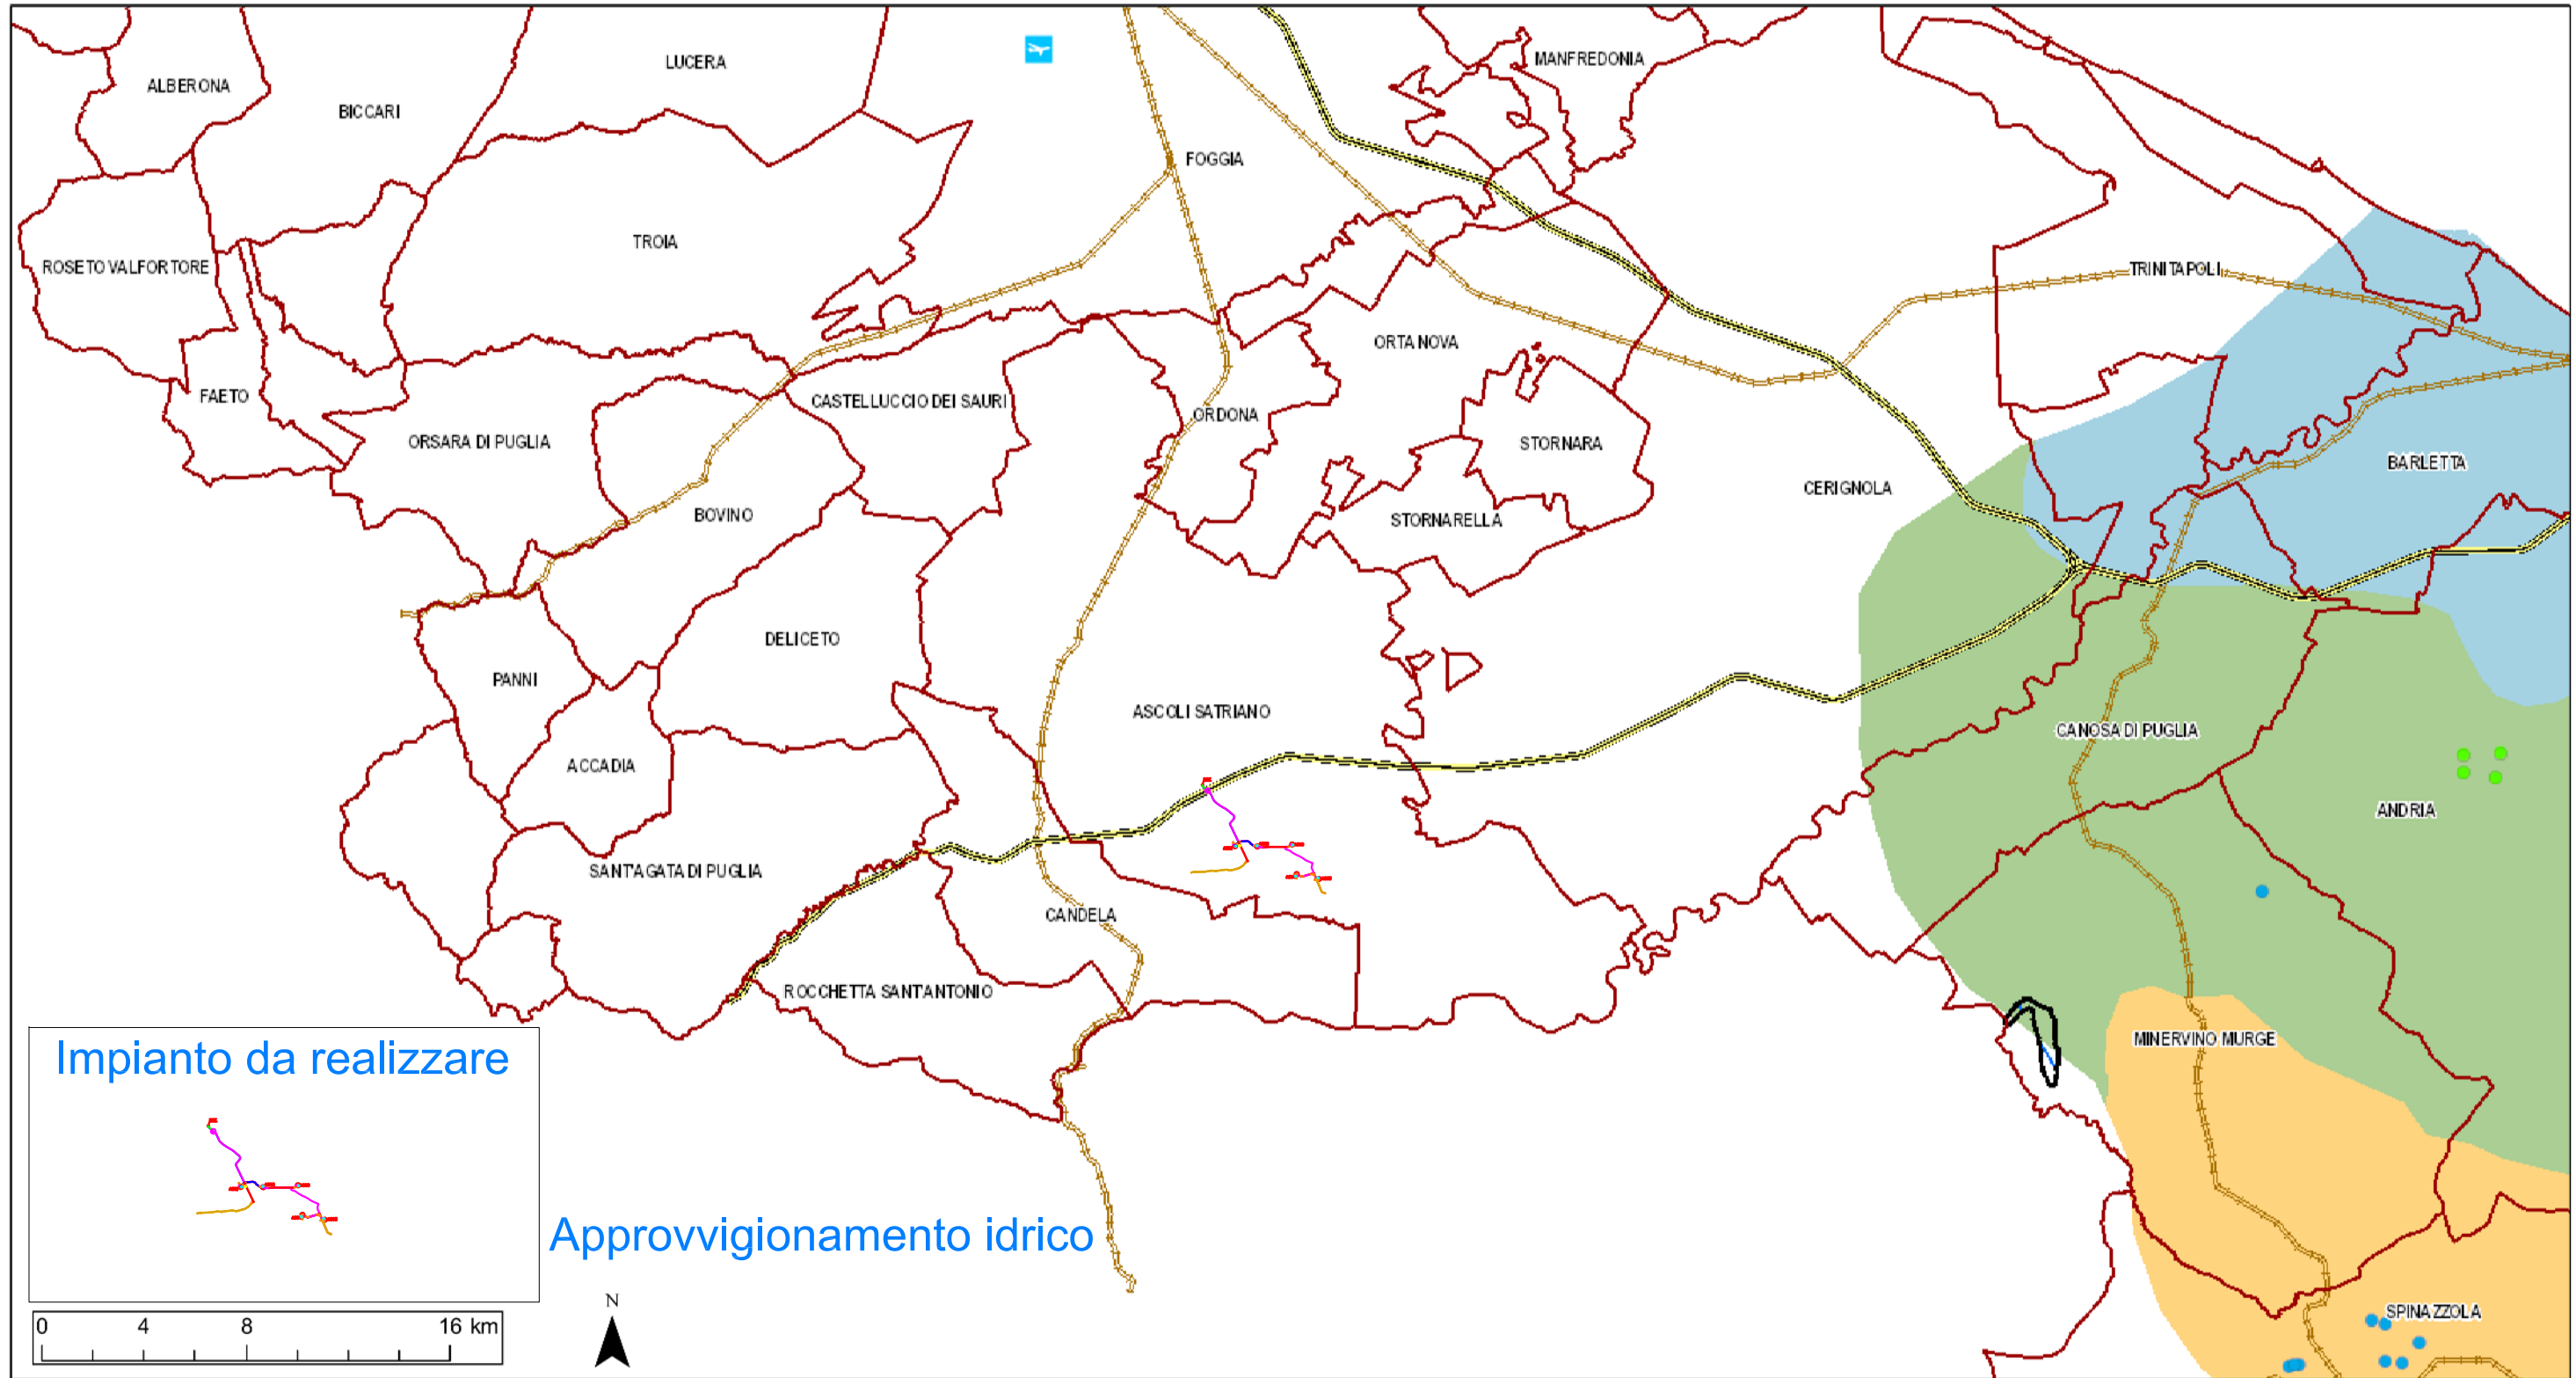 MANFREDONIA
LUCERA
ALBERONA
BICCARI
FOGGIA
TROIA
ROSETO VALFORTORE
TRINITAPOLI
ORTA NOVA
FAETO
CASTELLUCCIO DEI SAURI
ORDONA
ORSARA DI PUGLIA
STORNARA
BARLETTA
CERIGNOLA
BOVINO
STORNARELLA
DELICETO
PANNI
ASCOLI SATRIANO
CANOSA DI PUGLIA
ACCADIA
ANDRIA
SANT'AGATA DI PUGLIA
CANDELA
ROCCHETTA SANT'ANTONIO
MINERVINO MURGE
Impianto da realizzare
Approvvigionamento idrico
N
SPINAZZOLA
0 4 8 16 km